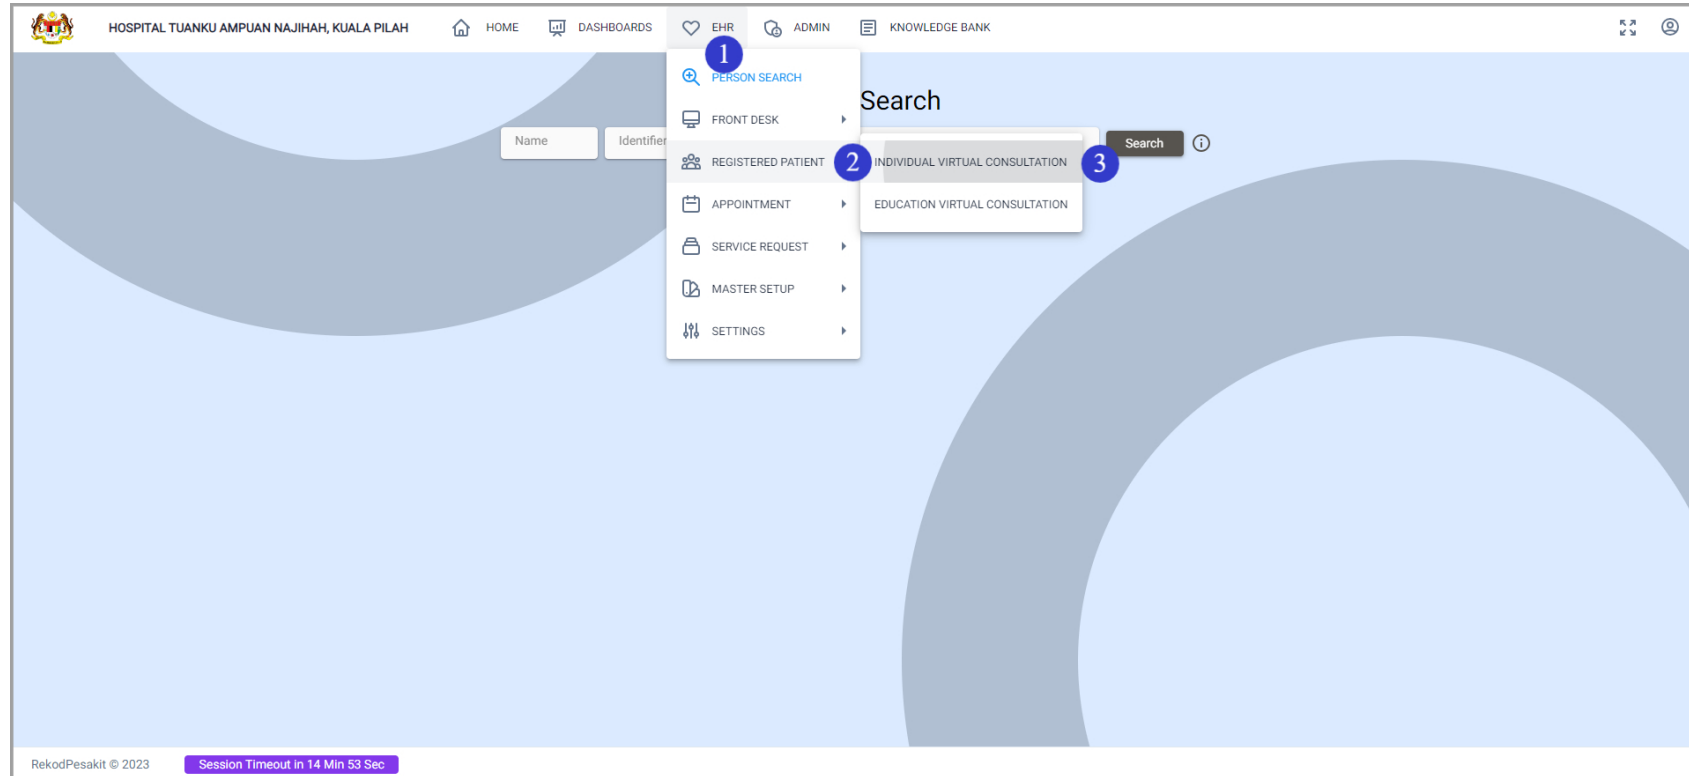 HOSPITAL TUANKU AMPUAN NAJIHAH, KUALA PILAH HOME DASHBOARDS EHR ADMIN KNOWLEDGE BANK
1
PERSON SEARCH
Search
FRONT DESK
Name Identifier Search
REGISTERED PATIENT 2 INDIVIDUAL VIRTUAL CONSULTATION 3
APPOINTMENT EDUCATION VIRTUAL CONSULTATION
SERVICE REQUEST
MASTER SETUP
SETTINGS
RekodPesakit © 2023 Session Timeout in 14 Min 53 Sec